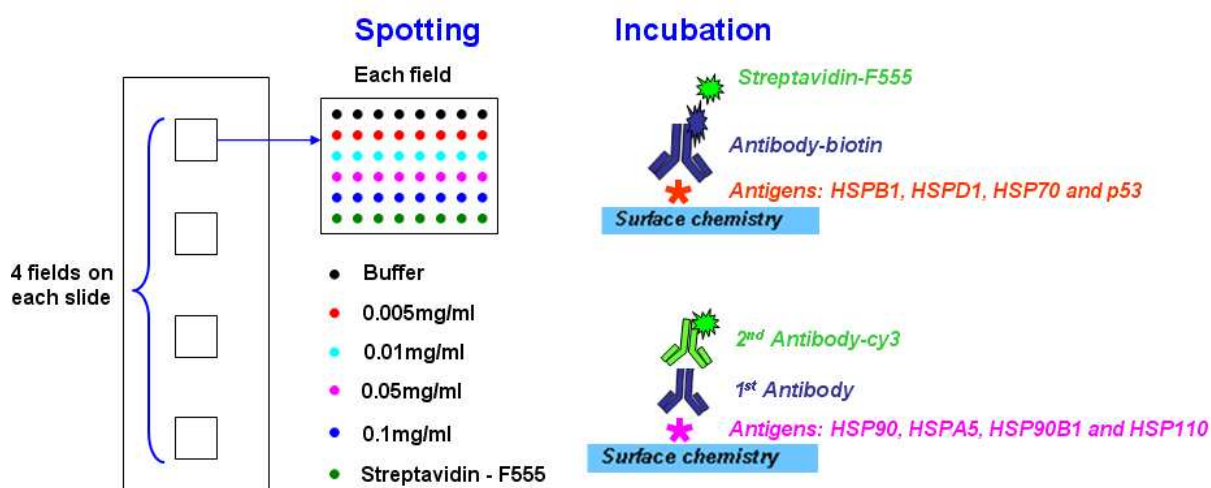 Spotting
Each field
4 fields on
each slide
Buffer
0.005mg/ml
0.01mg/ml
0.05mg/ml
0.1mg/ml
Streptavidin - F555
Incubation
Streptavidin-F555
Antibody-biotin
Antigens: HSPB1, HSPD1, HSP70 and p53
Surface chemistry
2nd Antibody-cy3
1st Antibody
Antigens: HSP90, HSPA5, HSP90B1 and HSP110
Surface chemistry